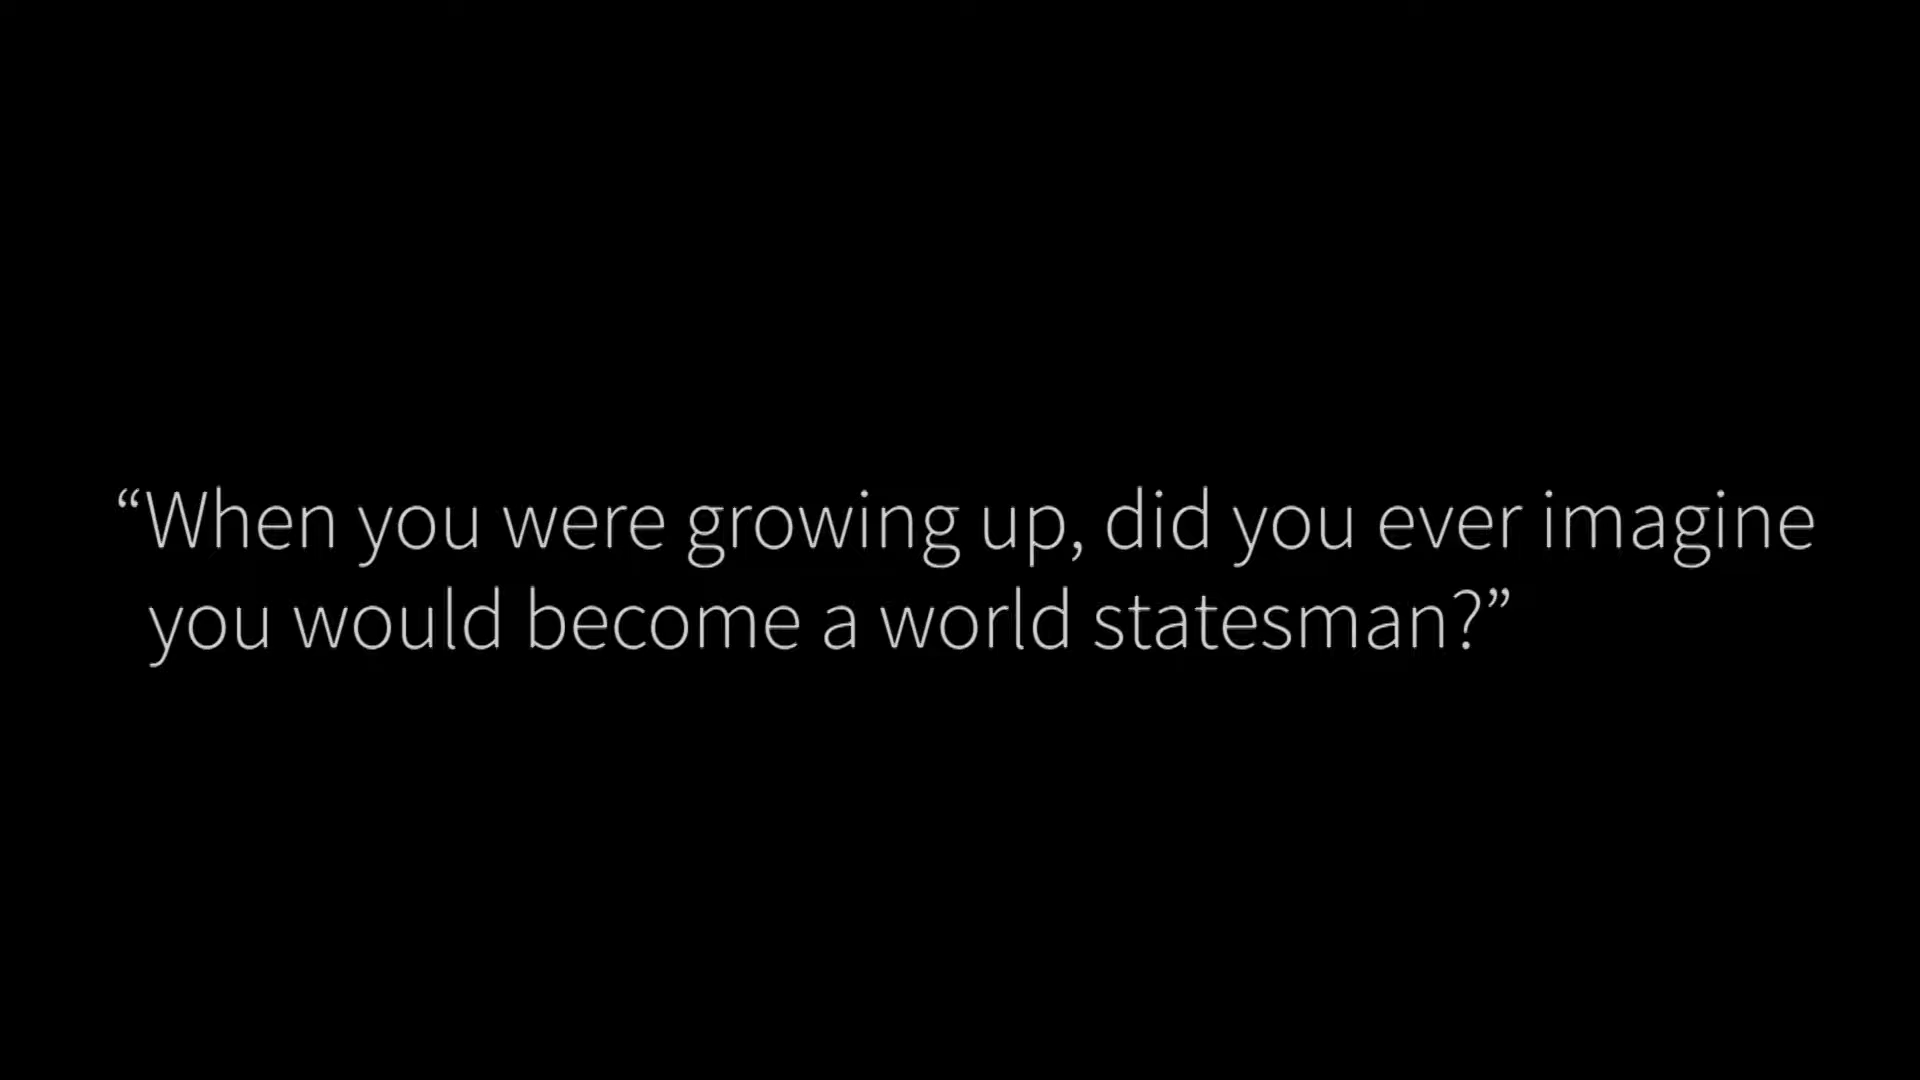 “When you were growing up, did you ever imagine
you would become a world statesman?”